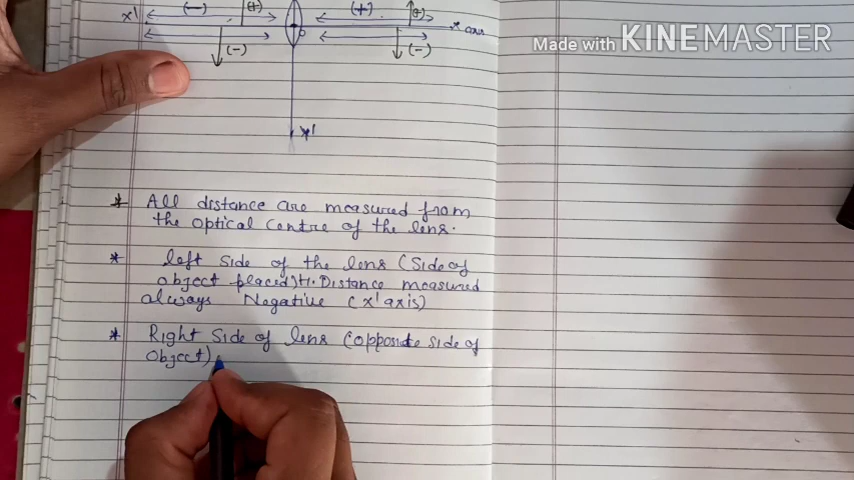 x' (-) (+) (+) (+)
x axis
(-) (-)
Made with KINEMASTER
y'
* All distance are measured from
the optical centre of the lens.
* left side of the lens (side of
object placed) H. Distance measured
always Negative (x' axis)
* Right side of lens (opposite side of
object)